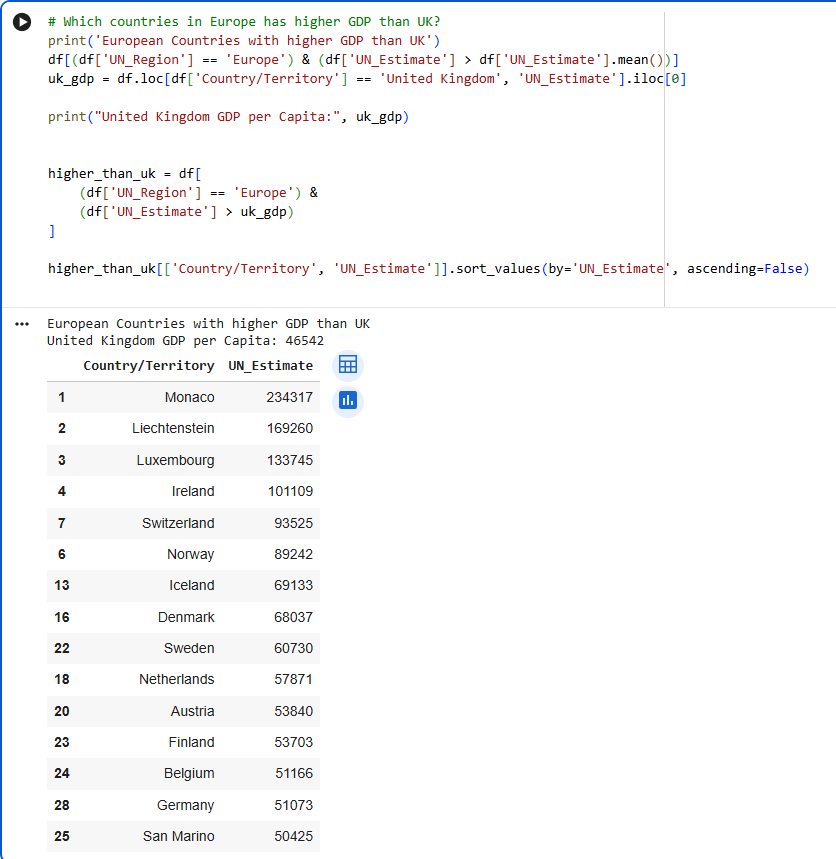 # Which countries in Europe has higher GDP than UK?
print('European Countries with higher GDP than UK')
df[(df['UN_Region'] == 'Europe') & (df['UN_Estimate'] > df['UN_Estimate'].mean())]
uk_gdp = df.loc[df['Country/Territory'] == 'United Kingdom', 'UN_Estimate'].iloc[0]
print("United Kingdom GDP per Capita:", uk_gdp)
higher_than_uk = df[
    (df['UN_Region'] == 'Europe') &
    (df['UN_Estimate'] > uk_gdp)
]
higher_than_uk[['Country/Territory', 'UN_Estimate']].sort_values(by='UN_Estimate', ascending=False)
European Countries with higher GDP than UK
United Kingdom GDP per Capita: 46542
Country/Territory UN_Estimate
1 Monaco 234317
2 Liechtenstein 169260
3 Luxembourg 133745
4 Ireland 101109
7 Switzerland 93525
6 Norway 89242
13 Iceland 69133
16 Denmark 68037
22 Sweden 60730
18 Netherlands 57871
20 Austria 53840
23 Finland 53703
24 Belgium 51166
28 Germany 51073
25 San Marino 50425